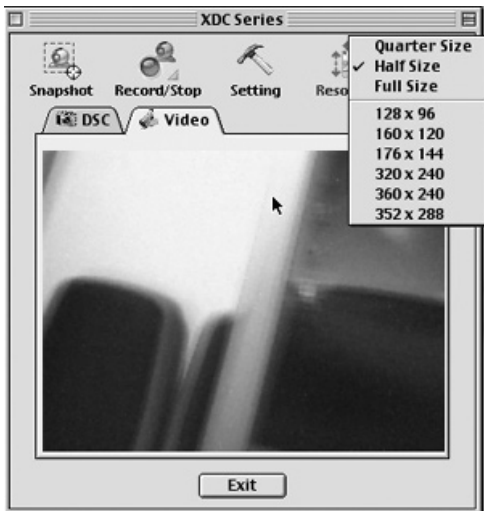 XDC Series
Snapshot Record/Stop Setting Reso
Quarter Size
✓ Half Size
Full Size
128 x 96
160 x 120
176 x 144
320 x 240
360 x 240
352 x 288
DSC Video
Exit